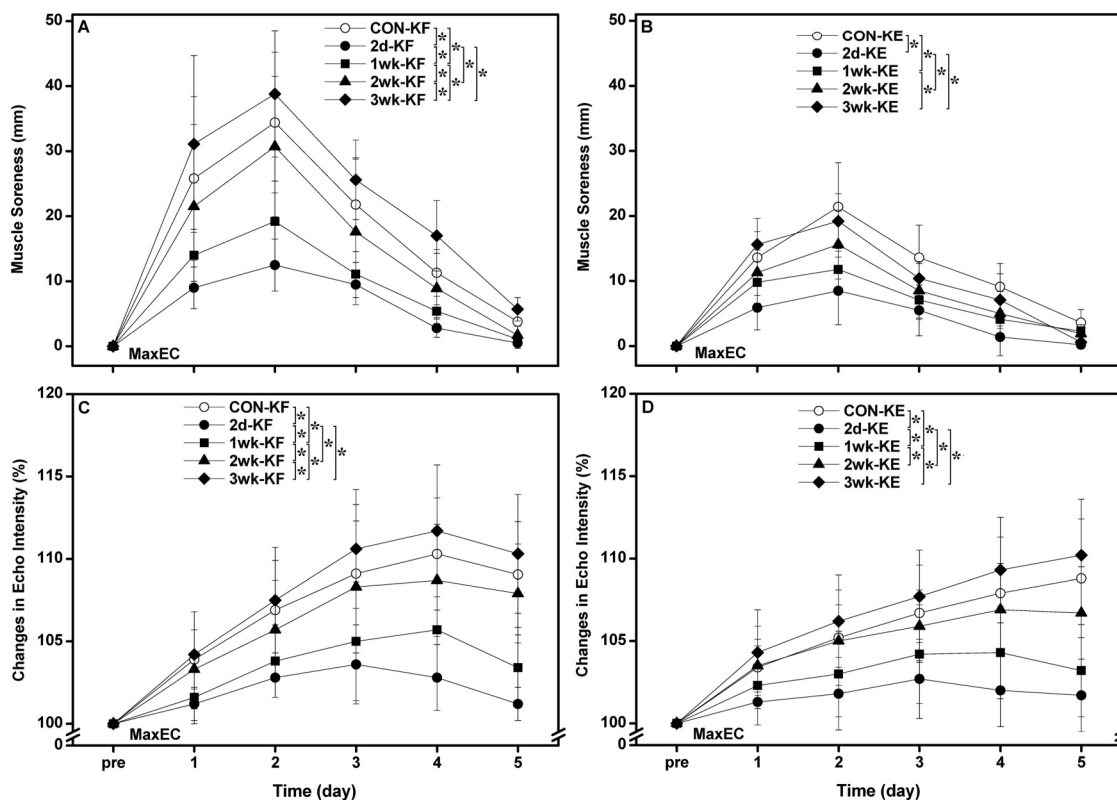 A
CON-KF
2d-KF
1wk-KF
2wk-KF
3wk-KF
* * * * * * * * *
Muscle Soreness (mm)
50
40
30
20
10
0
MaxEC
B
CON-KE
2d-KE
1wk-KE
2wk-KE
3wk-KE
* * * * *
Muscle Soreness (mm)
50
40
30
20
10
0
MaxEC
C
CON-KF
2d-KF
1wk-KF
2wk-KF
3wk-KF
* * * * * * * * *
Changes in Echo Intensity (%)
120
115
110
105
100
0
MaxEC
pre 1 2 3 4 5
Time (day)
D
CON-KE
2d-KE
1wk-KE
2wk-KE
3wk-KE
* * * * * * *
Changes in Echo Intensity (%)
120
115
110
105
100
0
MaxEC
pre 1 2 3 4 5
Time (day)